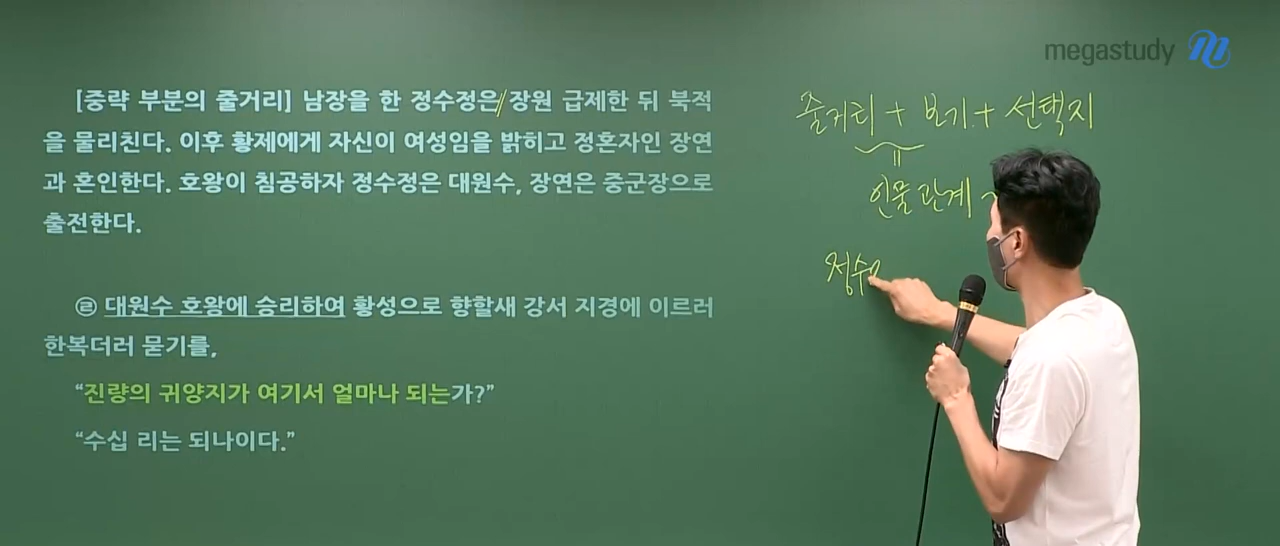 megastudy
[중략 부분의 줄거리] 남장을 한 정수정은 장원 급제한 뒤 북적
을 물리친다. 이후 황제에게 자신이 여성임을 밝히고 정혼자인 장연
과 혼인한다. 호왕이 침공하자 정수정은 대원수, 장연은 중군장으로
출전한다.
㉣ 대원수 호왕에 승리하여 황성으로 향할새 강서 지경에 이르러
한복더러 묻기를,
“진량의 귀양지가 여기서 얼마나 되는가?”
“수십 리는 되나이다.”
줄거리 + 보기 + 선택지
인물관계
정수